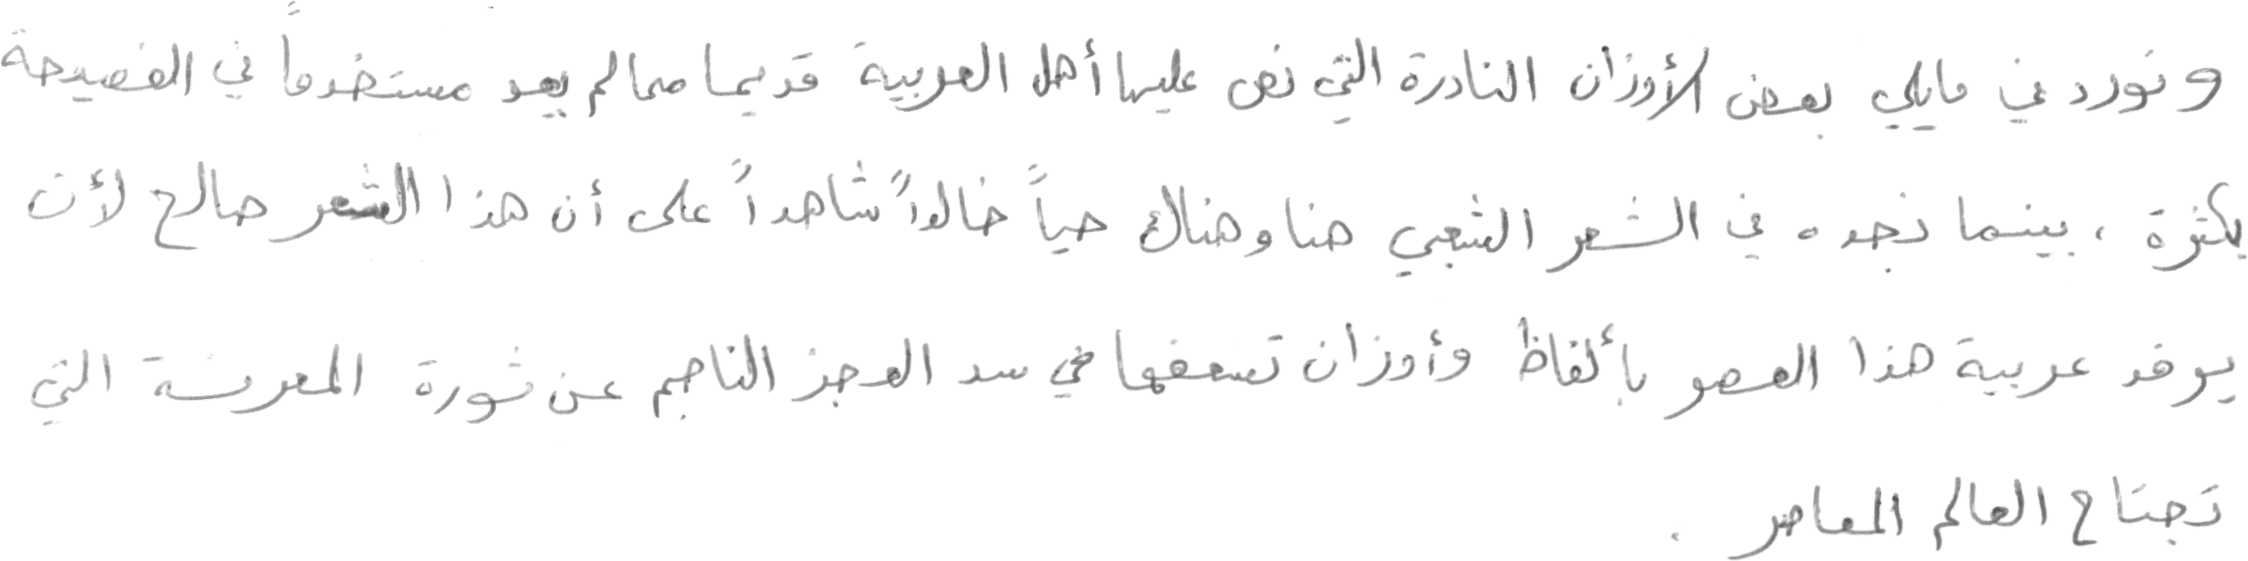 ونورد في مايلي بعض الأوزان النادرة التي نص عليها أهل العربية قديما مما لم يعد مستخدماً في الفصيحة
بكثرة ، بينما نجده في الشعر الشعبي هنا وهناك حياً خالداً شاهداً على أن هذا الشعر صالح لأن
يرفد عربية هذا العصر بألفاظ وأوزان تسعفها في سد العجز الناجم عن ثورة المعرفة التي
تجتاح العالم المعاصر .